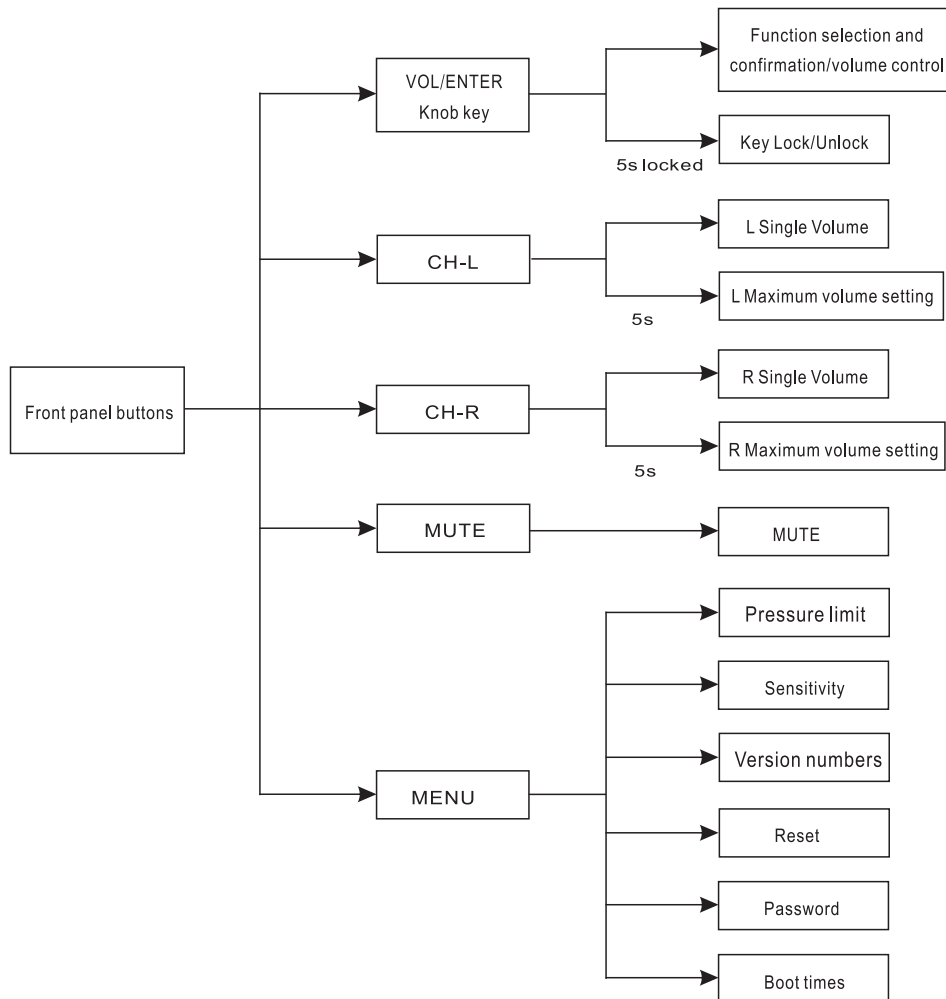 Function selection and
confirmation/volume control
VOL/ENTER
Knob key
Key Lock/Unlock
5s locked
L Single Volume
CH-L
L Maximum volume setting
5s
R Single Volume
Front panel buttons
CH-R
R Maximum volume setting
5s
MUTE
MUTE
Pressure limit
Sensitivity
Version numbers
MENU
Reset
Password
Boot times